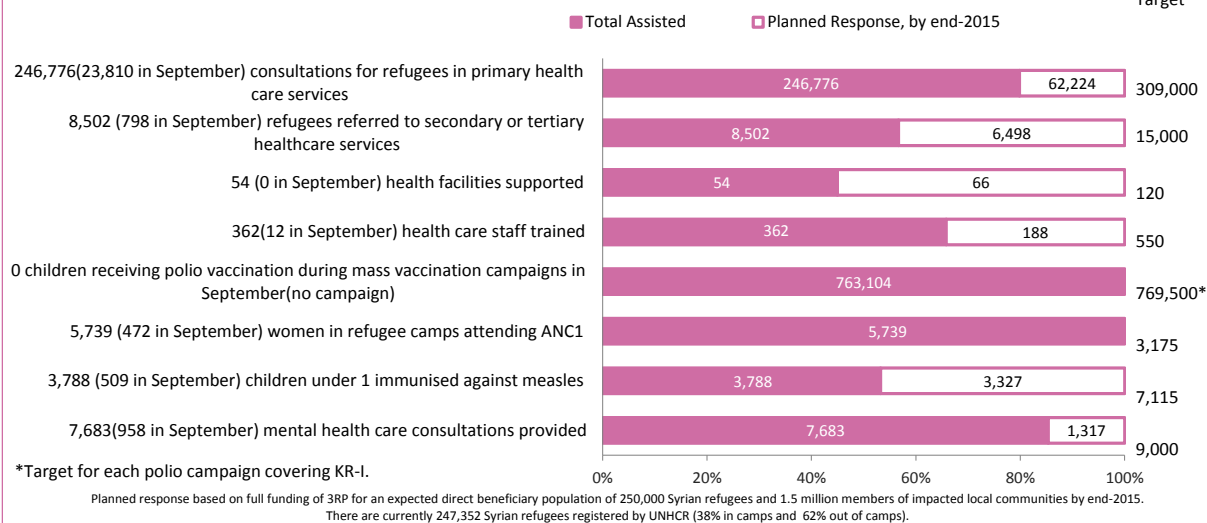 Target
Total Assisted Planned Response, by end-2015
246,776(23,810 in September) consultations for refugees in primary health
care services
246,776 62,224 309,000
8,502 (798 in September) refugees referred to secondary or tertiary
healthcare services
8,502 6,498 15,000
54 (0 in September) health facilities supported
54 66 120
362(12 in September) health care staff trained
362 188 550
0 children receiving polio vaccination during mass vaccination campaigns in
September(no campaign)
763,104 769,500*
5,739 (472 in September) women in refugee camps attending ANC1
5,739 3,175
3,788 (509 in September) children under 1 immunised against measles
3,788 3,327 7,115
7,683(958 in September) mental health care consultations provided
7,683 1,317 9,000
*Target for each polio campaign covering KR-I.
0% 20% 40% 60% 80% 100%
Planned response based on full funding of 3RP for an expected direct beneficiary population of 250,000 Syrian refugees and 1.5 million members of impacted local communities by end-2015.
There are currently 247,352 Syrian refugees registered by UNHCR (38% in camps and 62% out of camps).